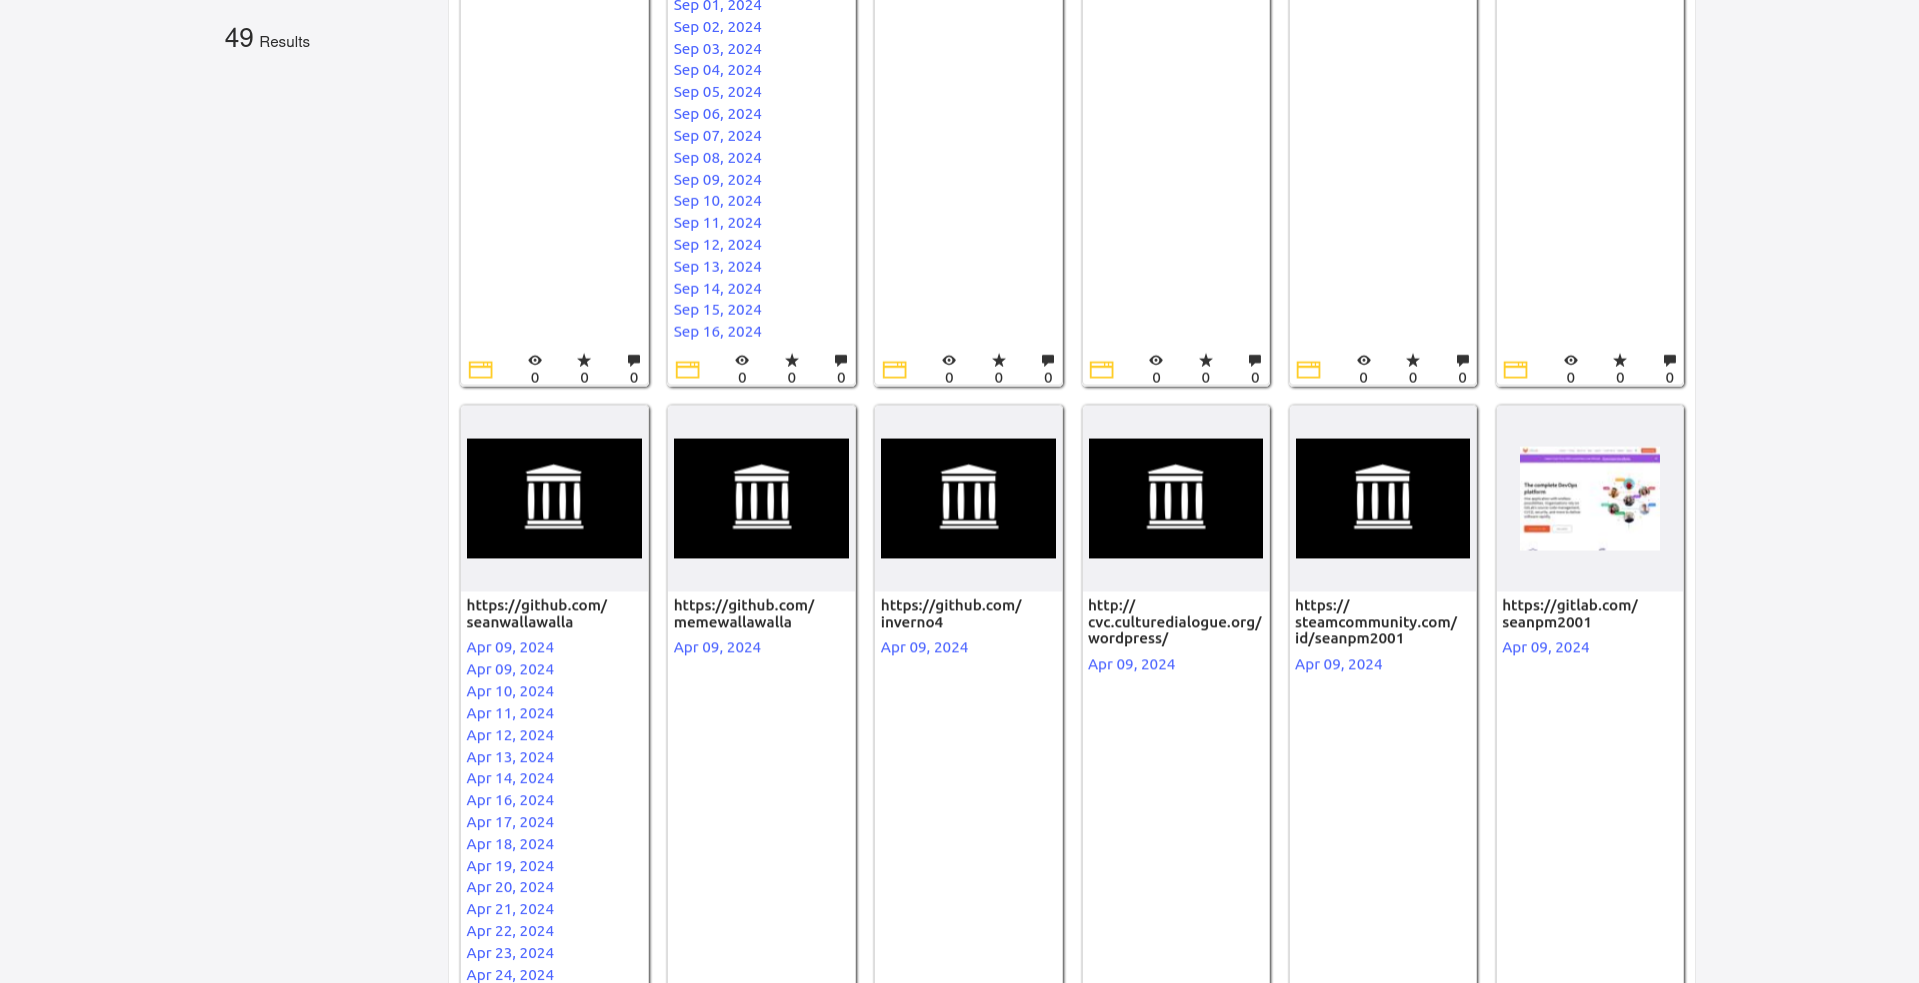 49 Results
Sep 01, 2024
Sep 02, 2024
Sep 03, 2024
Sep 04, 2024
Sep 05, 2024
Sep 06, 2024
Sep 07, 2024
Sep 08, 2024
Sep 09, 2024
Sep 10, 2024
Sep 11, 2024
Sep 12, 2024
Sep 13, 2024
Sep 14, 2024
Sep 15, 2024
Sep 16, 2024
0 0 0
0 0 0
0 0 0
0 0 0
0 0 0
0 0 0
https://github.com/
seanwallawalla
Apr 09, 2024
Apr 09, 2024
Apr 10, 2024
Apr 11, 2024
Apr 12, 2024
Apr 13, 2024
Apr 14, 2024
Apr 16, 2024
Apr 17, 2024
Apr 18, 2024
Apr 19, 2024
Apr 20, 2024
Apr 21, 2024
Apr 22, 2024
Apr 23, 2024
Apr 24, 2024
https://github.com/
memewallawalla
Apr 09, 2024
https://github.com/
inverno4
Apr 09, 2024
http://
cvc.culturedialogue.org/
wordpress/
Apr 09, 2024
https://
steamcommunity.com/
id/seanpm2001
Apr 09, 2024
The complete DevOps
platform
https://gitlab.com/
seanpm2001
Apr 09, 2024